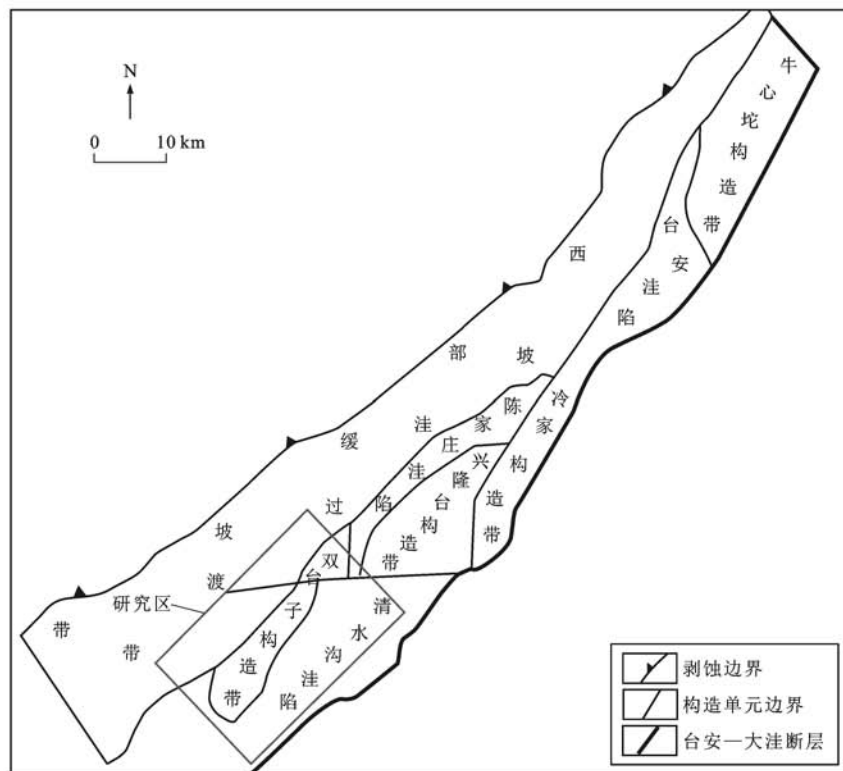 N
0 10 km
牛心坨构造带
台安洼陷
西部缓坡带
坡洼过渡带
陈家庄洼陷
冷家构造带
兴隆台构造带
双台子构造带
清水沟洼陷
研究区
剥蚀边界
构造单元边界
台安—大洼断层